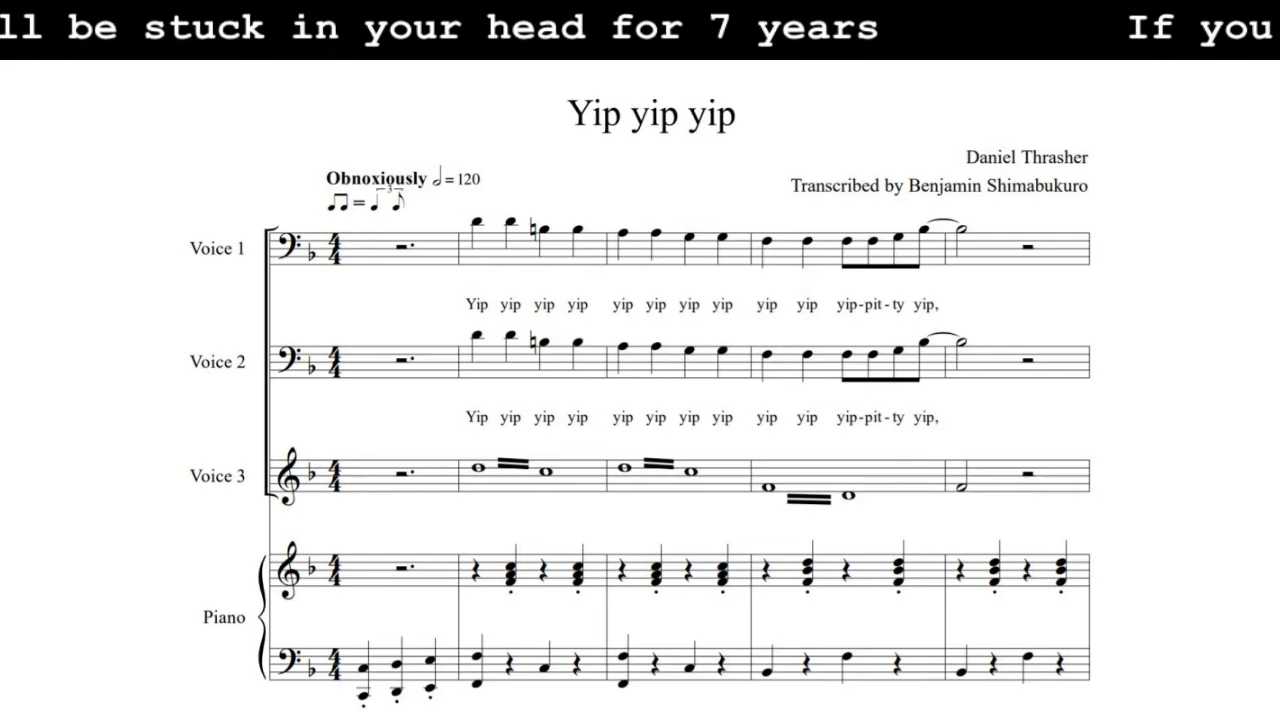 ll be stuck in your head for 7 years If you
Yip yip yip
Daniel Thrasher
Obnoxiously = 120
Transcribed by Benjamin Shimabukuro
3
Voice 1
Yip yip yip yip yip yip yip yip yip yip yip-pit-ty yip,
Voice 2
Yip yip yip yip yip yip yip yip yip yip yip-pit-ty yip,
Voice 3
Piano